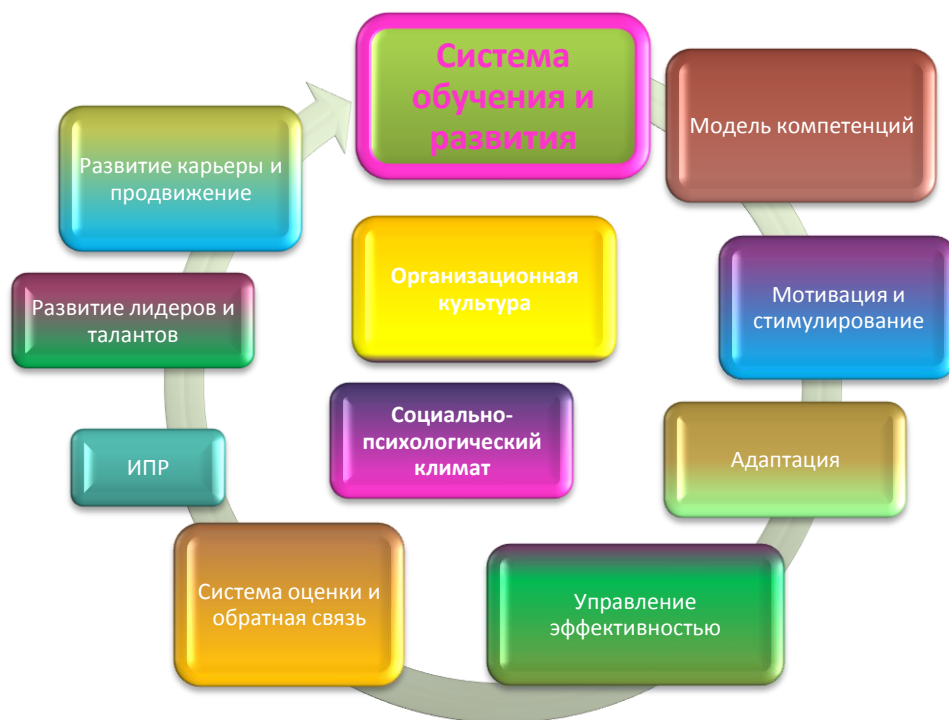 Система
обучения и
развития
Модель компетенций
Мотивация и
стимулирование
Адаптация
Управление
эффективностью
Система оценки и
обратная связь
ИПР
Развитие лидеров и
талантов
Развитие карьеры и
продвижение
Организационная
культура
Социально-
психологический
климат